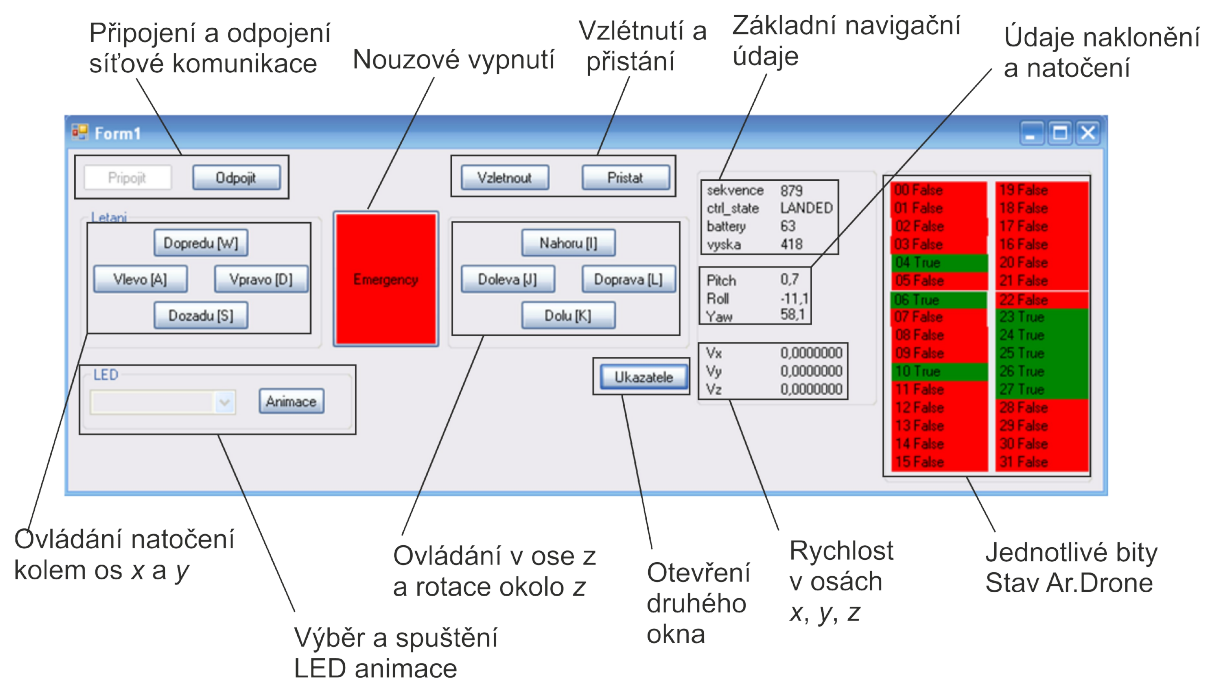 Připojení a odpojení
síťové komunikace
Nouzové vypnutí
Vzlétnutí a
přistání
Základní navigační
údaje
Údaje naklonění
a natočení
Form1
Pripojit
Odpojit
Vzletnout
Pristat
Letani
Dopredu [W]
Vlevo [A]
Vpravo [D]
Dozadu [S]
Emergency
Nahoru [I]
Doleva [J]
Doprava [L]
Dolu [K]
LED
Animace
Ukazatele
sekvence 879
ctrl_state LANDED
battery 63
vyska 418
Pitch 0,7
Roll -11,1
Yaw 58,1
Vx 0,0000000
Vy 0,0000000
Vz 0,0000000
00 False
01 False
02 False
03 False
04 True
05 False
06 True
07 False
08 False
09 False
10 True
11 False
12 False
13 False
14 False
15 False
19 False
18 False
17 False
16 False
20 False
21 False
22 False
23 True
24 True
25 True
26 True
27 True
28 False
29 False
30 False
31 False
Ovládání natočení
kolem os x a y
Výběr a spuštění
LED animace
Ovládání v ose z
a rotace okolo z
Otevření
druhého
okna
Rychlost
v osách
x, y, z
Jednotlivé bity
Stav Ar.Drone